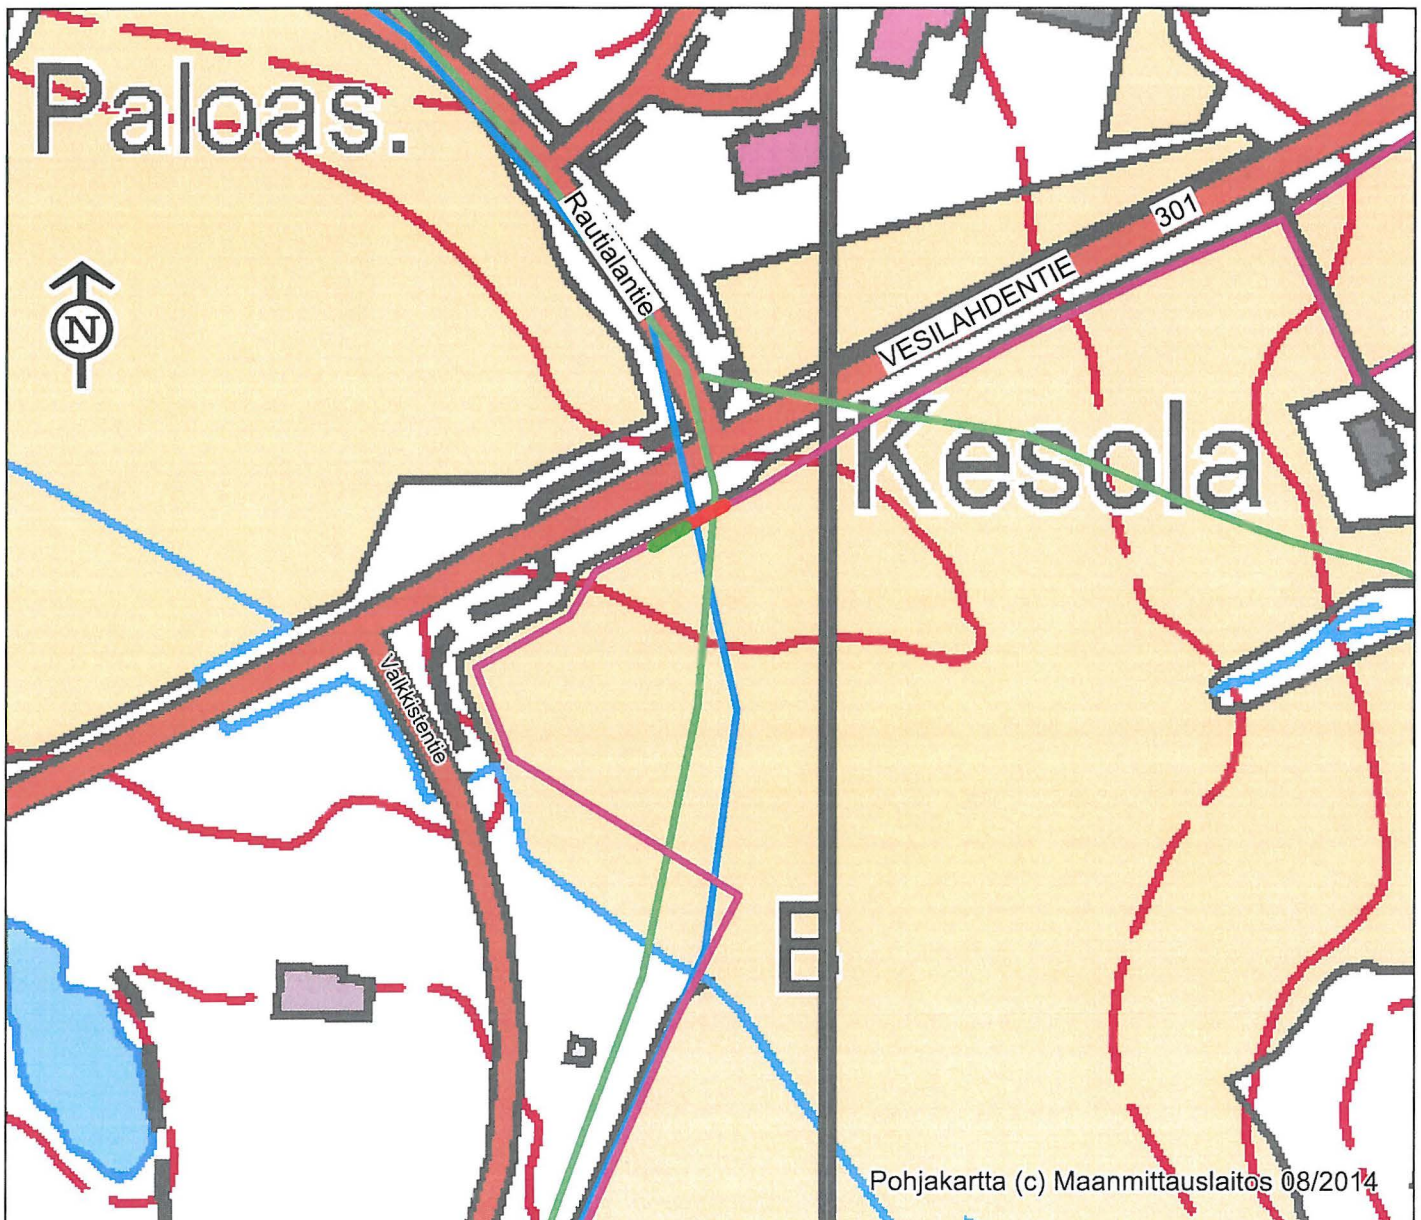 Paloas.
Rautialantie
301
VESILAHDENTIE
N
Kesola
Valkkistentie
E
Pohjakartta (c) Maanmittauslaitos 08/2014